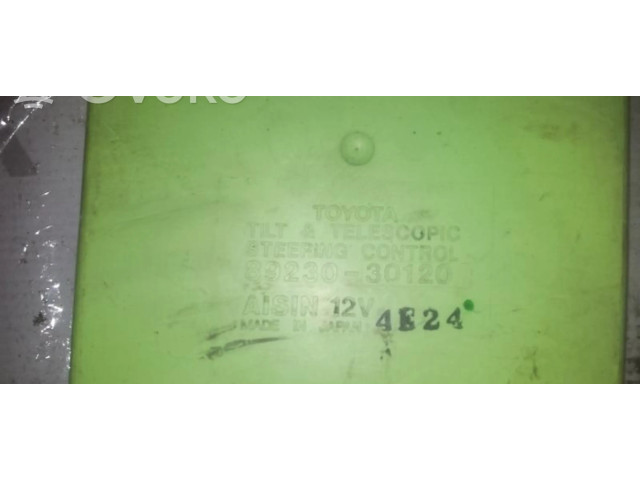 TOYOTA
TILT & TELESCOPIC
STEERING CONTROL
89230-30120
AISIN 12V
MADE IN JAPAN 4E24